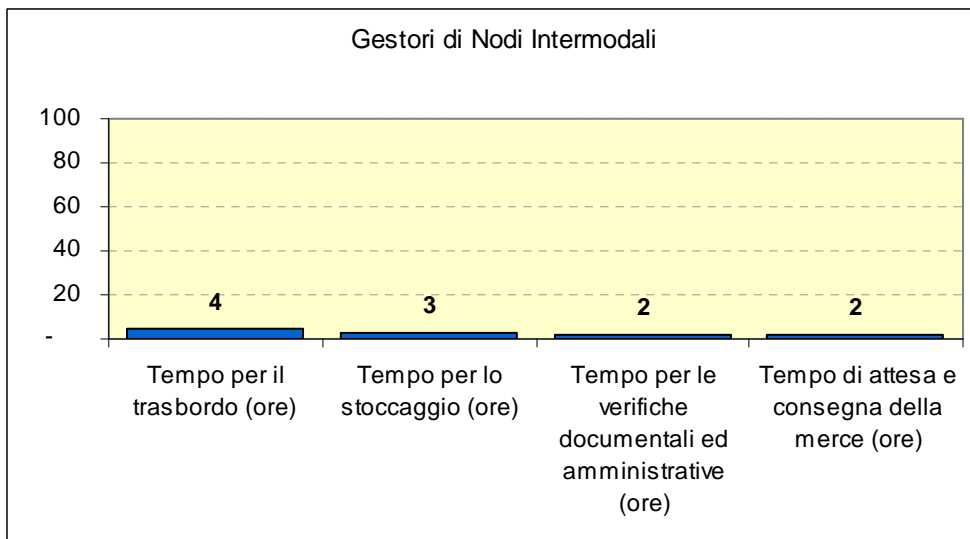 Gestori di Nodi Intermodali
100
80
60
40
20
-
4
3
2
2
Tempo per il
trasbordo (ore)
Tempo per lo
stoccaggio (ore)
Tempo per le
verifiche
documentali ed
amministrative
(ore)
Tempo di attesa e
consegna della
merce (ore)